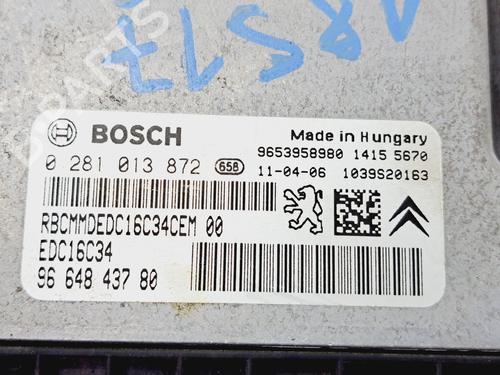 BOSCH
Made in Hungary
0 281 013 872 658
9653958980 1415 5670
11-04-06 1039S20163
RBCMMDEDC16C34CEM 00
EDC16C34
96 648 437 80